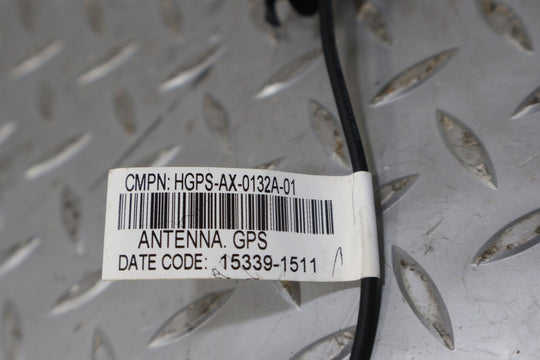 CMPN: HGPS-AX-0132A-01
ANTENNA. GPS
DATE CODE: 15339-1511